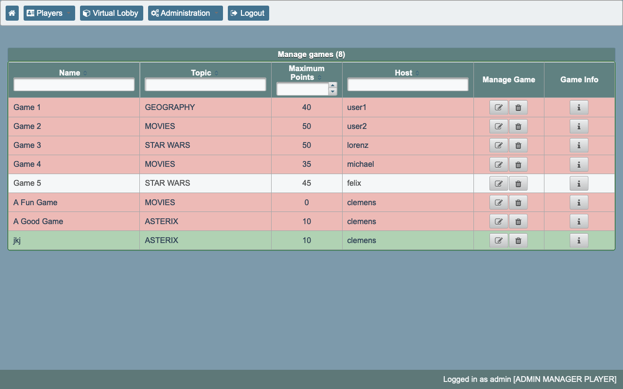 Players Virtual Lobby Administration Logout
Manage games (8)
Name Topic Maximum Points Host Manage Game Game Info
Game 1 GEOGRAPHY 40 user1
Game 2 MOVIES 50 user2
Game 3 STAR WARS 50 lorenz
Game 4 MOVIES 35 michael
Game 5 STAR WARS 45 felix
A Fun Game MOVIES 0 clemens
A Good Game ASTERIX 10 clemens
jkj ASTERIX 10 clemens
Logged in as admin [ADMIN MANAGER PLAYER]